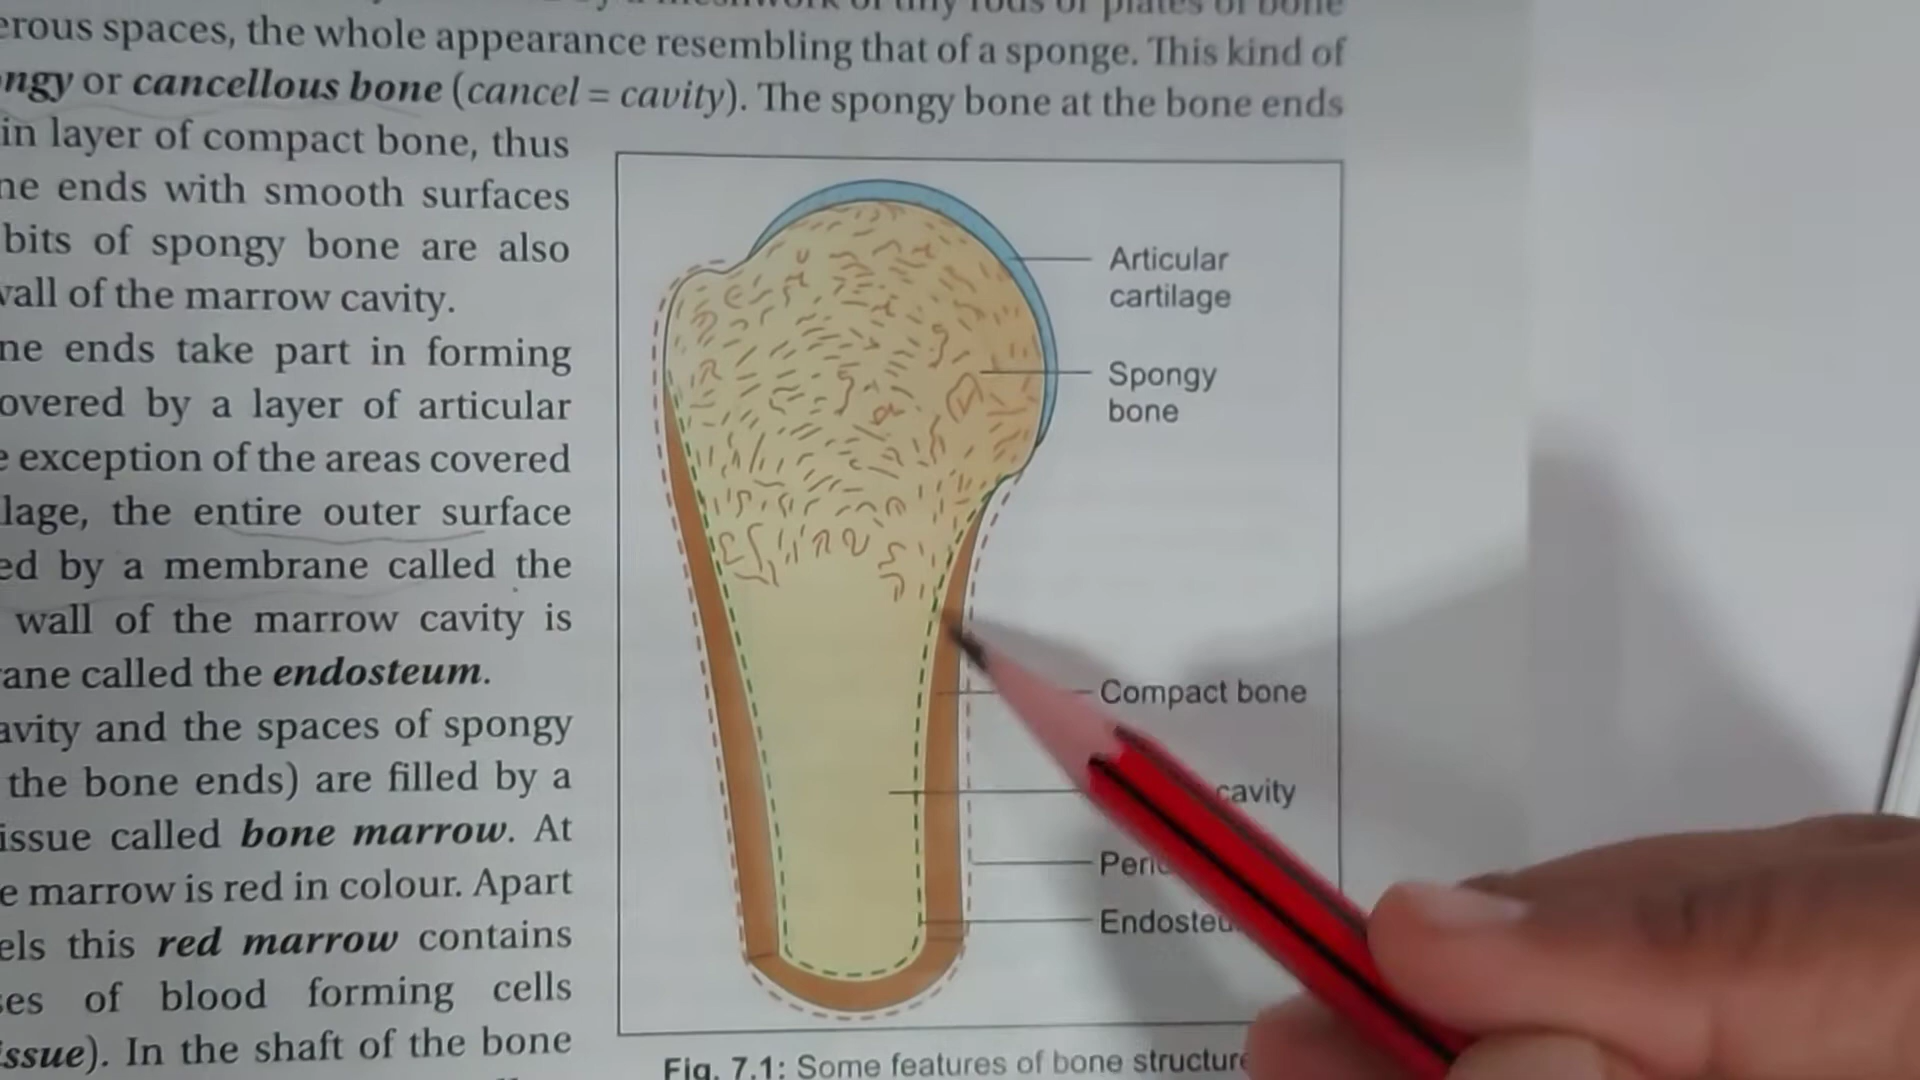 plates of bone
erous spaces, the whole appearance resembling that of a sponge. This kind of
ngy or cancellous bone (cancel = cavity). The spongy bone at the bone ends
in layer of compact bone, thus
ne ends with smooth surfaces
bits of spongy bone are also
wall of the marrow cavity.
ne ends take part in forming
overed by a layer of articular
e exception of the areas covered
lage, the entire outer surface
ed by a membrane called the
wall of the marrow cavity is
rane called the endosteum.
avity and the spaces of spongy
the bone ends) are filled by a
issue called bone marrow. At
e marrow is red in colour. Apart
els this red marrow contains
ses of blood forming cells
issue). In the shaft of the bone
Articular
cartilage
Spongy
bone
Compact bone
cavity
Peri
Endosteu
Fig. 7.1: Some features of bone structure